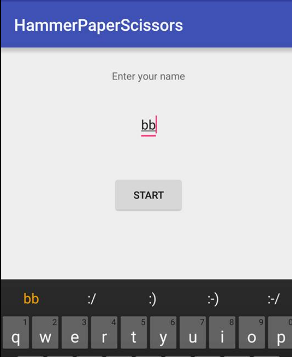 HammerPaperScissors
Enter your name
bb
START
bb :/ :) :-) :-/
1 2 3 4 5 6 7 8 9 0
q w e r t y u i o p